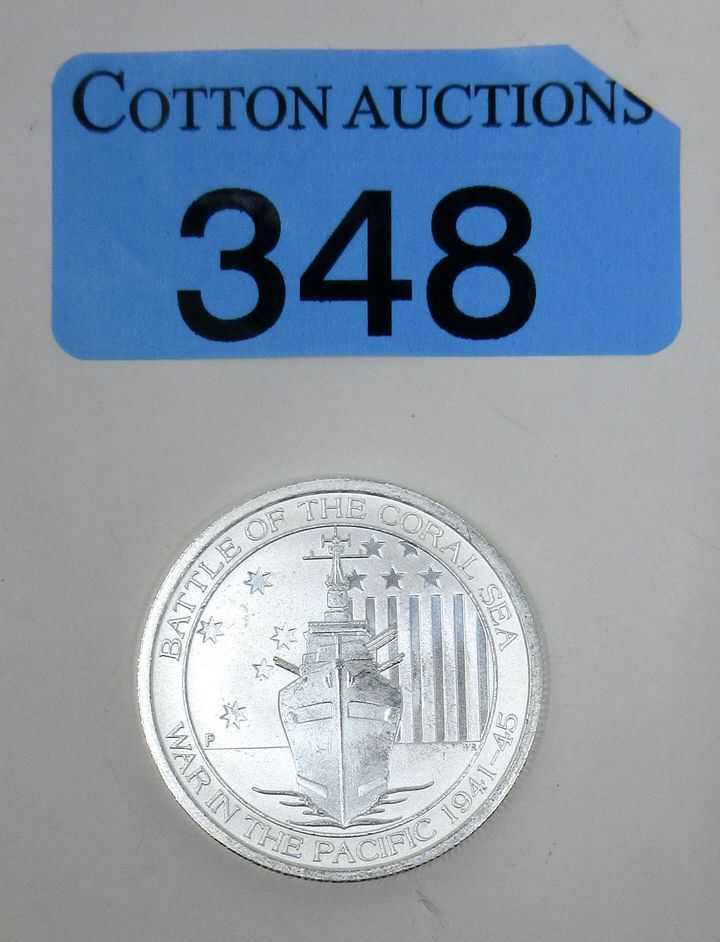 COTTON AUCTIONS
348
BATTLE OF THE CORAL SEA
P
WAR IN THE PACIFIC 1941-45